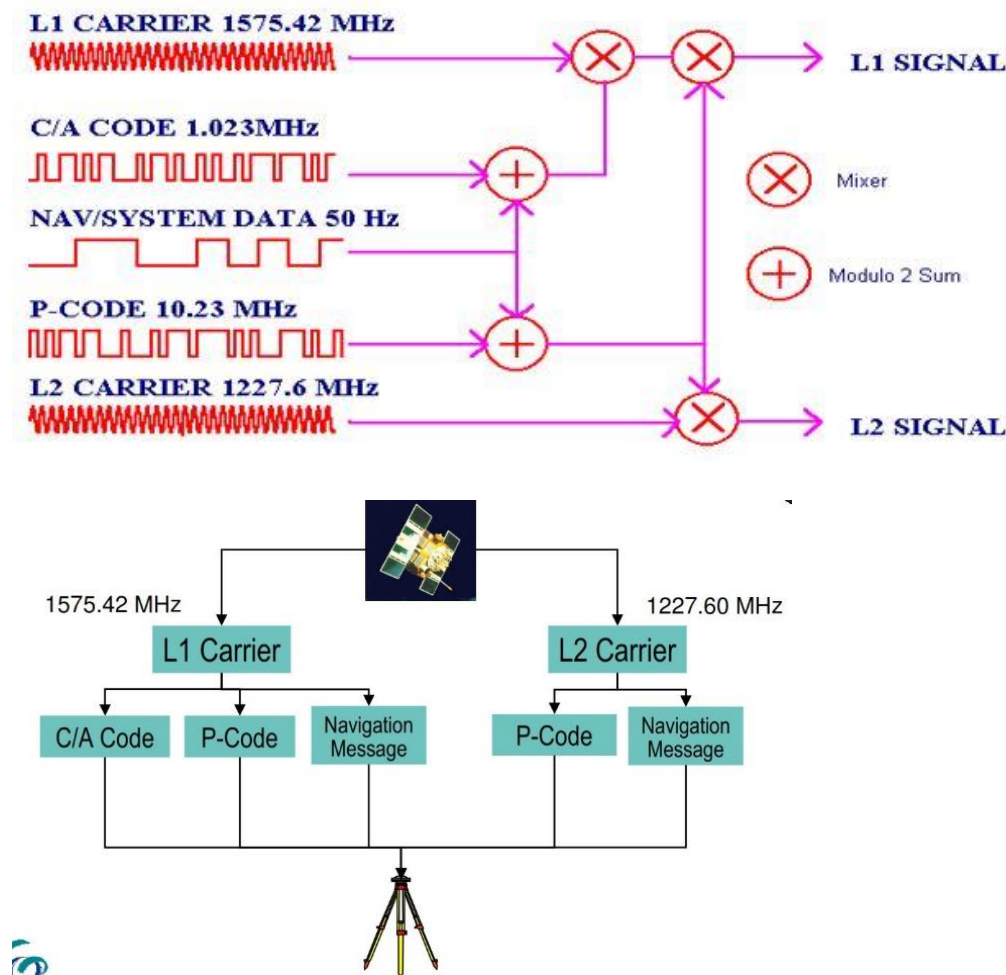 L1 CARRIER 1575.42 MHz
L1 SIGNAL
C/A CODE 1.023MHz
Mixer
NAV/SYSTEM DATA 50 Hz
Modulo 2 Sum
P-CODE 10.23 MHz
L2 CARRIER 1227.6 MHz
L2 SIGNAL
1575.42 MHz
1227.60 MHz
L1 Carrier
L2 Carrier
C/A Code
P-Code
Navigation
Message
P-Code
Navigation
Message